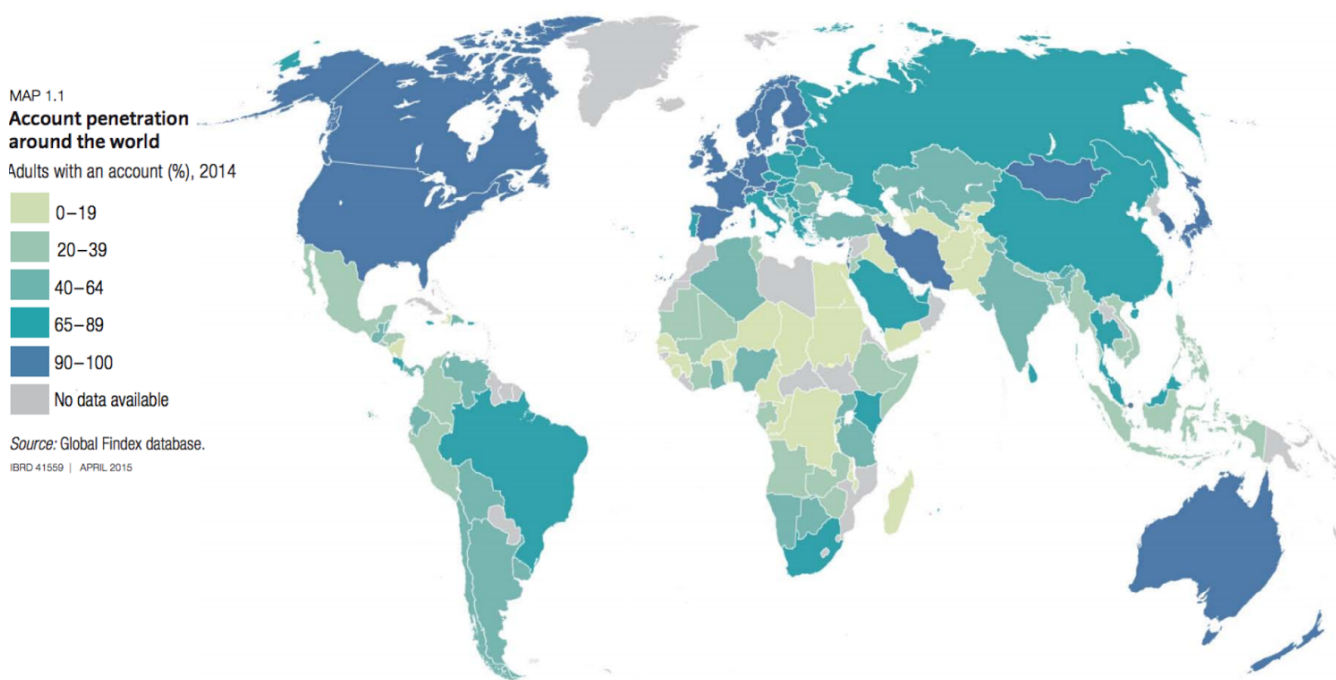 MAP 1.1
Account penetration
around the world
Adults with an account (%), 2014
0–19
20–39
40–64
65–89
90–100
No data available
Source: Global Findex database.
IBRD 41559 | APRIL 2015